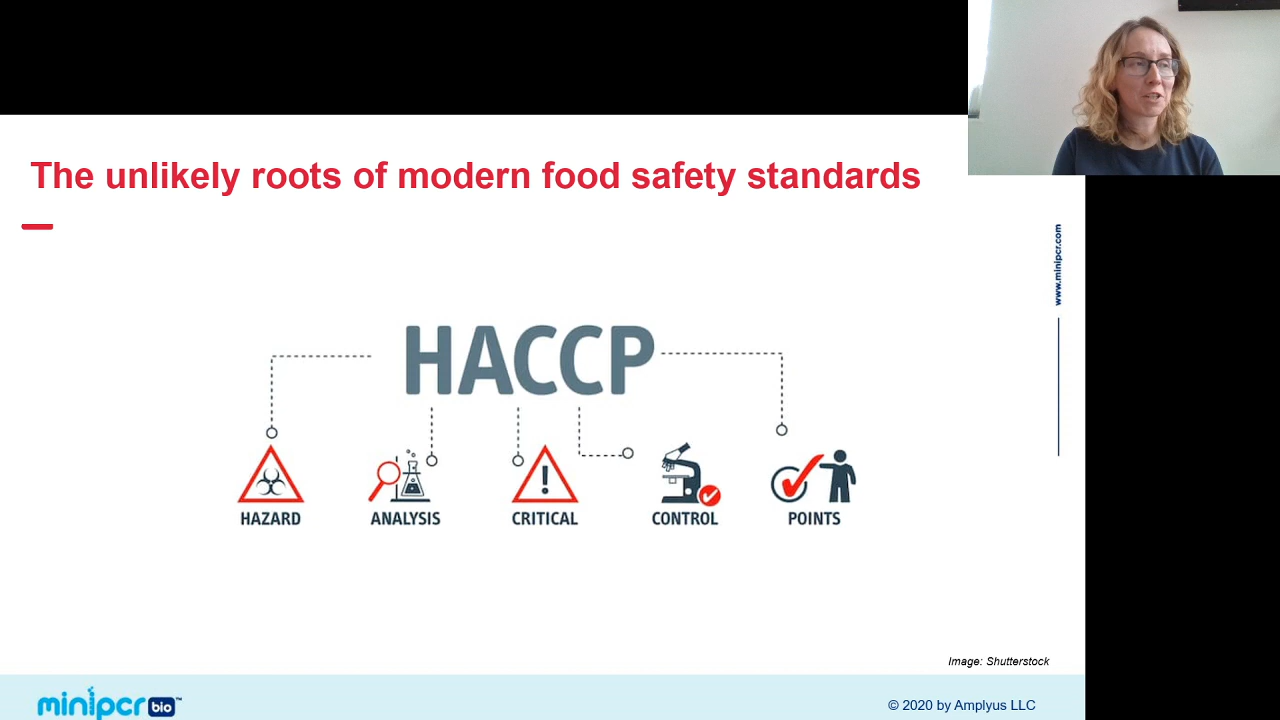 The unlikely roots of modern food safety standards
www.minipcr.com
HACCP
HAZARD
ANALYSIS
CRITICAL
CONTROL
POINTS
Image: Shutterstock
minipcr bio™
© 2020 by Amplyus LLC